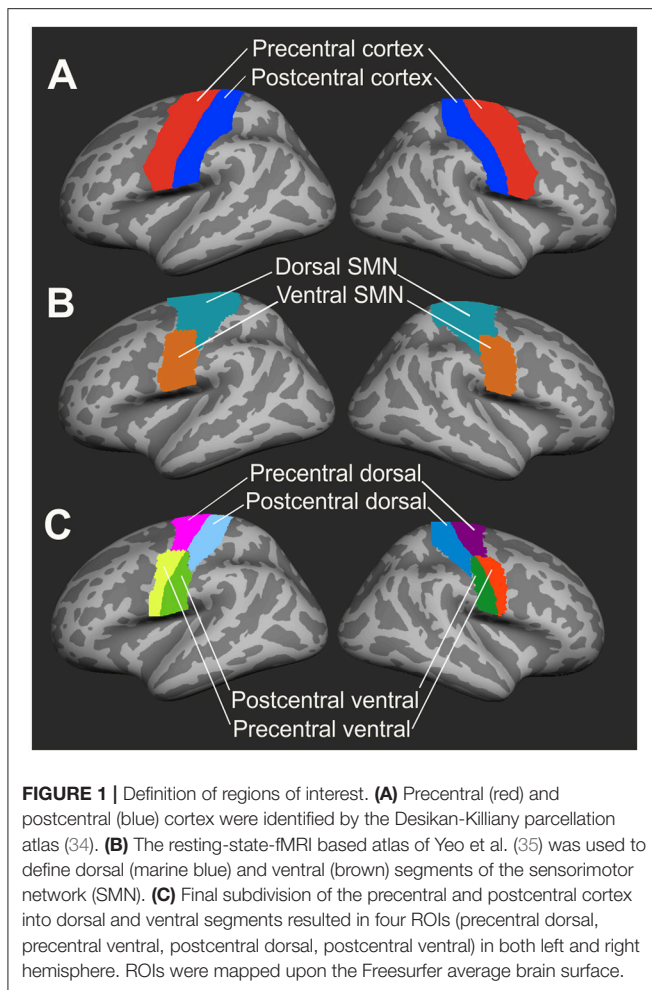 A
Precentral cortex
Postcentral cortex
B
Dorsal SMN
Ventral SMN
C
Precentral dorsal
Postcentral dorsal
Postcentral ventral
Precentral ventral
FIGURE 1 | Definition of regions of interest. (A) Precentral (red) and
postcentral (blue) cortex were identified by the Desikan-Killiany parcellation
atlas (34). (B) The resting-state-fMRI based atlas of Yeo et al. (35) was used to
define dorsal (marine blue) and ventral (brown) segments of the sensorimotor
network (SMN). (C) Final subdivision of the precentral and postcentral cortex
into dorsal and ventral segments resulted in four ROIs (precentral dorsal,
precentral ventral, postcentral dorsal, postcentral ventral) in both left and right
hemisphere. ROIs were mapped upon the Freesurfer average brain surface.